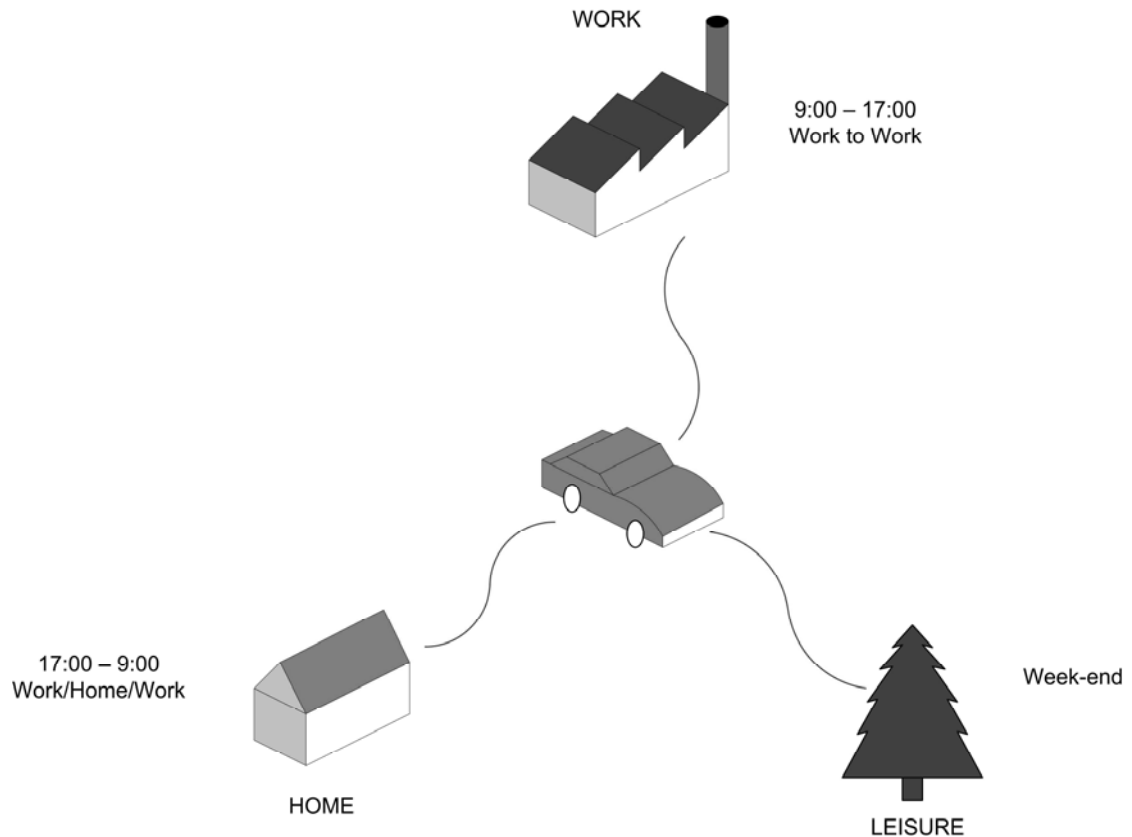 WORK
9:00 – 17:00
Work to Work
17:00 – 9:00
Work/Home/Work
HOME
Week-end
LEISURE